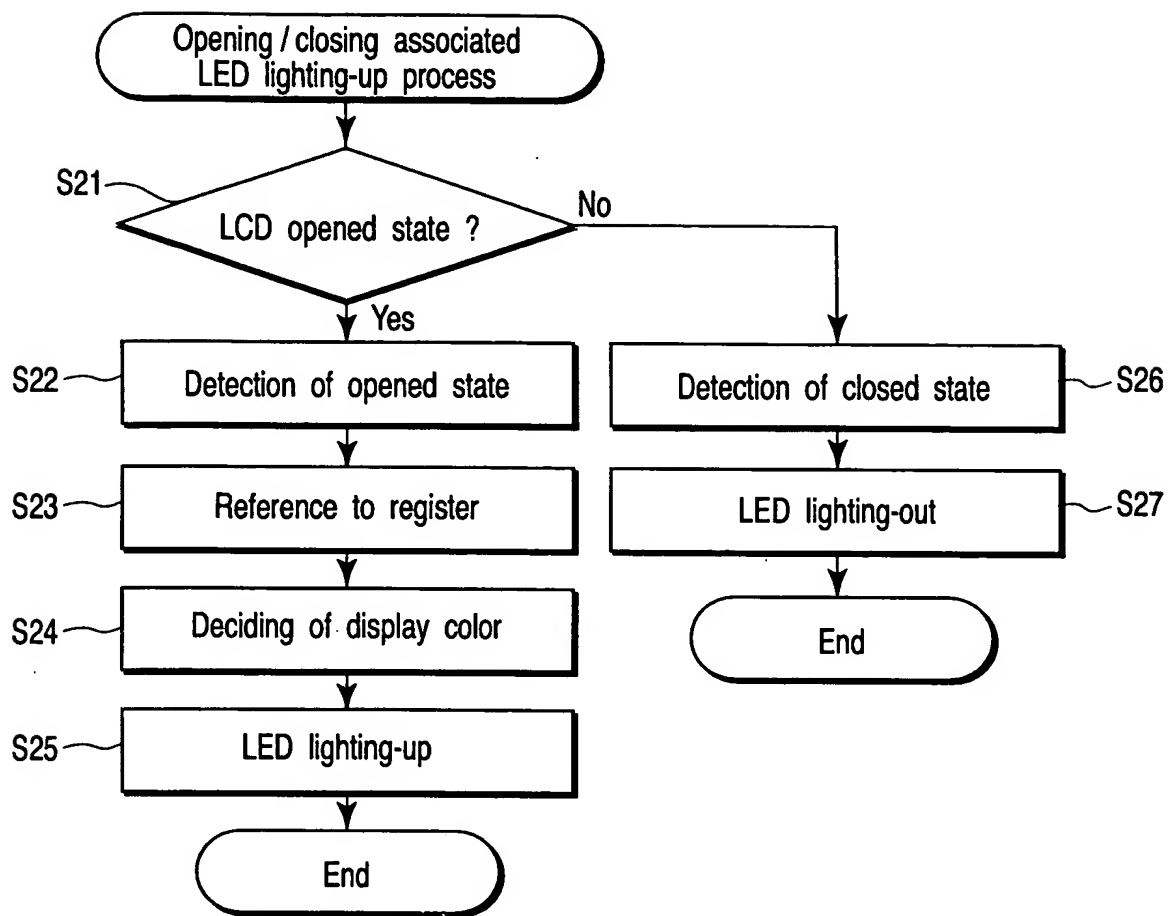 Opening / closing associated
LED lighting-up process
S21
LCD opened state ?
No
Yes
S22
Detection of opened state
Detection of closed state
S26
S23
Reference to register
LED lighting-out
S27
S24
Deciding of display color
End
S25
LED lighting-up
End